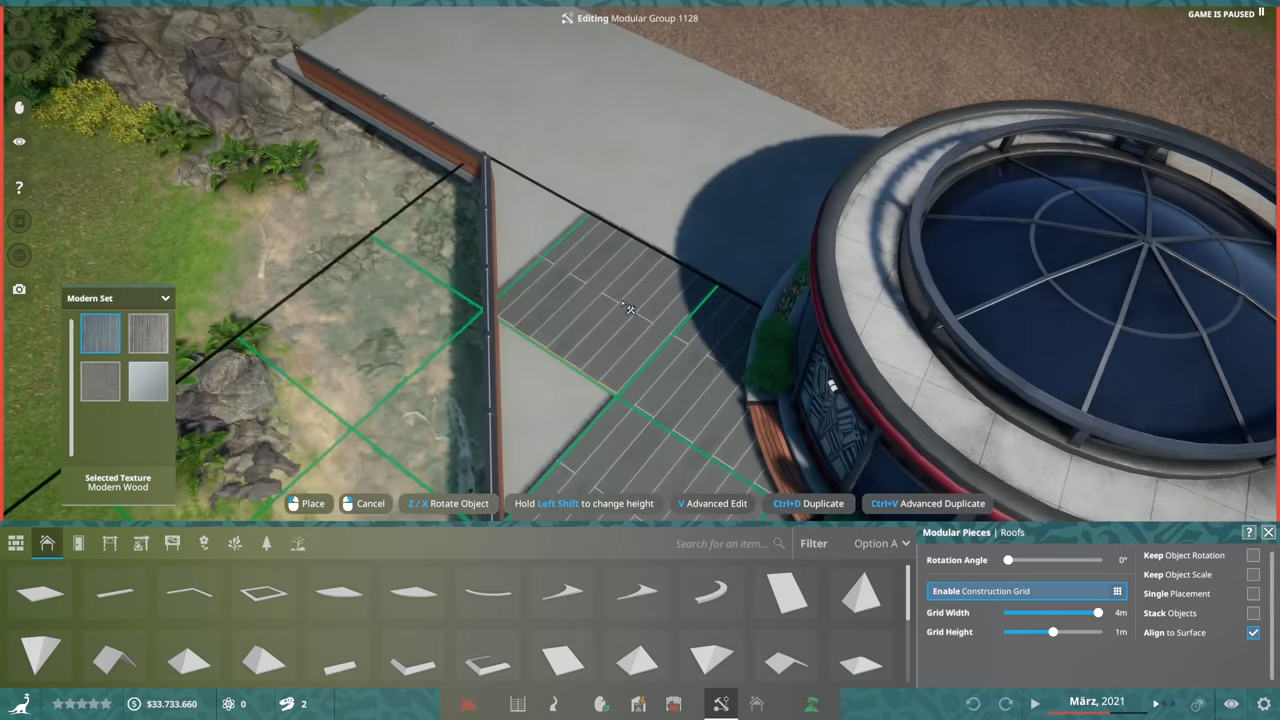 Editing Modular Group 1128
GAME IS PAUSED
?
Modern Set
Selected Texture
Modern Wood
Place
Cancel
Z / X Rotate Object
Hold Left Shift to change height
V Advanced Edit
Ctrl+D Duplicate
Ctrl+V Advanced Duplicate
Search for an item...
Filter
Option A
Modular Pieces | Roofs
?
Rotation Angle
0°
Enable Construction Grid
Grid Width
4m
Grid Height
1m
Keep Object Rotation
Keep Object Scale
Single Placement
Stack Objects
Align to Surface
$33.733.660
0
2
März, 2021